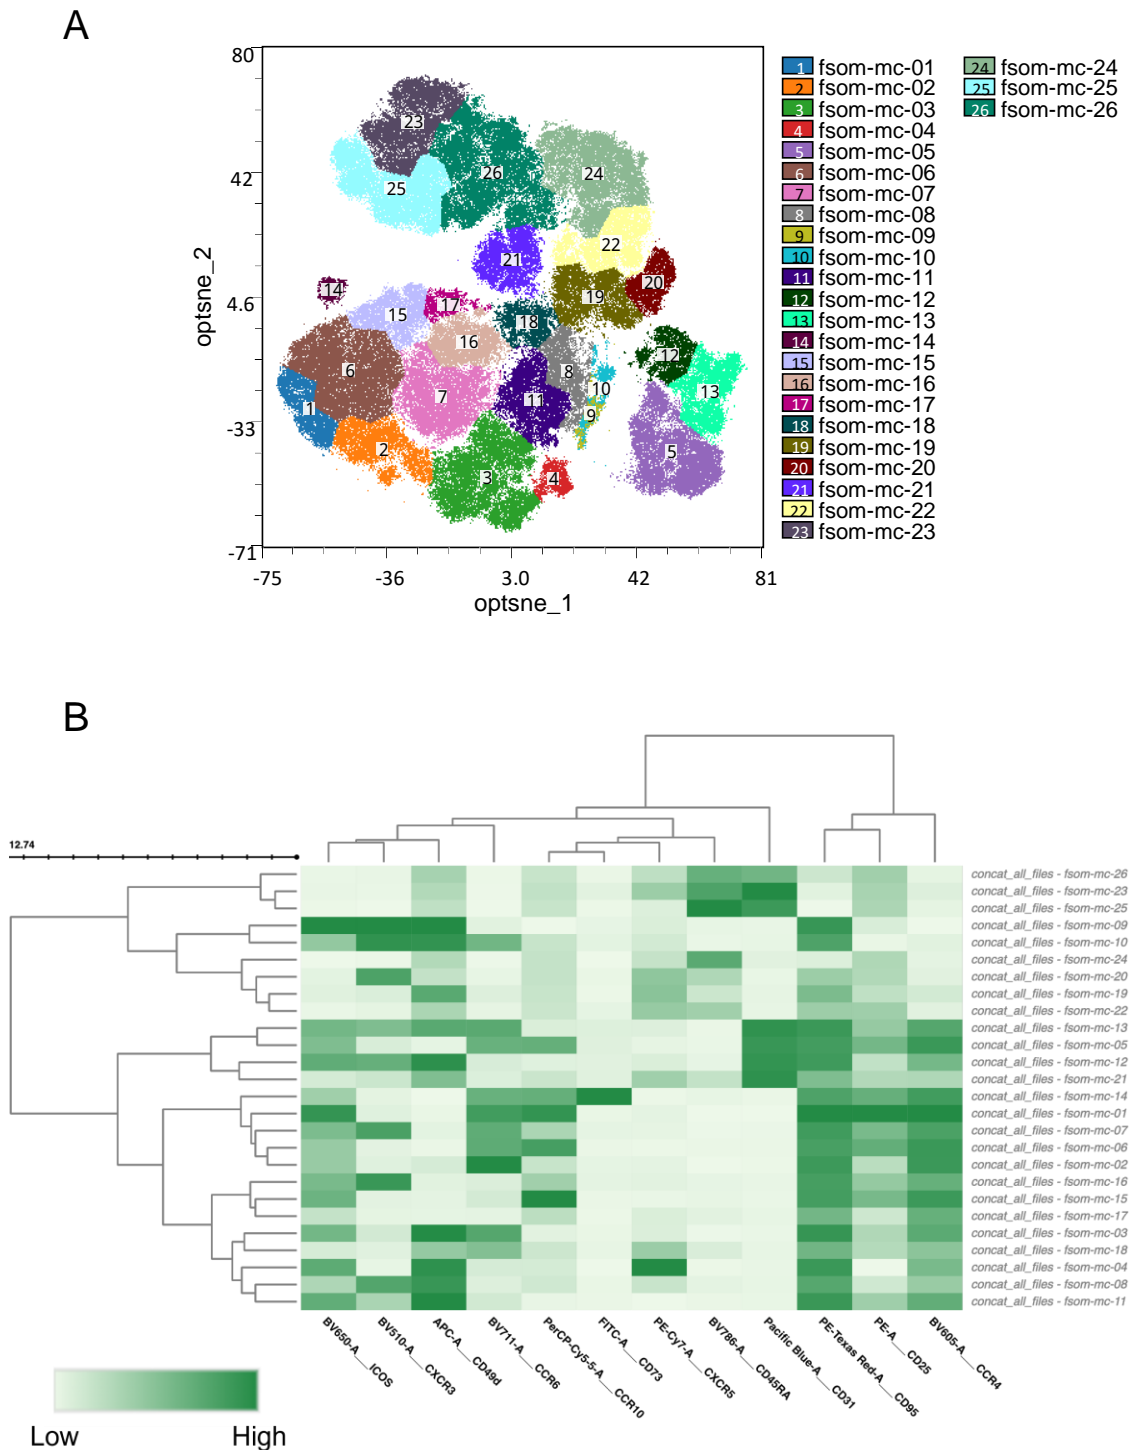 A
80
42
4.6
-33
-71
optsne_2
-75
-36
3.0
42
81
optsne_1
23
26
24
25
22
21
20
14
19
17
15
18
16
12
6
8
13
10
7
11
1
9
2
5
3
4
1 fsom-mc-01
2 fsom-mc-02
3 fsom-mc-03
4 fsom-mc-04
5 fsom-mc-05
6 fsom-mc-06
7 fsom-mc-07
8 fsom-mc-08
9 fsom-mc-09
10 fsom-mc-10
11 fsom-mc-11
12 fsom-mc-12
13 fsom-mc-13
14 fsom-mc-14
15 fsom-mc-15
16 fsom-mc-16
17 fsom-mc-17
18 fsom-mc-18
19 fsom-mc-19
20 fsom-mc-20
21 fsom-mc-21
22 fsom-mc-22
23 fsom-mc-23
24 fsom-mc-24
25 fsom-mc-25
26 fsom-mc-26
B
12.74
concat_all_files - fsom-mc-26
concat_all_files - fsom-mc-23
concat_all_files - fsom-mc-25
concat_all_files - fsom-mc-09
concat_all_files - fsom-mc-10
concat_all_files - fsom-mc-24
concat_all_files - fsom-mc-20
concat_all_files - fsom-mc-19
concat_all_files - fsom-mc-22
concat_all_files - fsom-mc-13
concat_all_files - fsom-mc-05
concat_all_files - fsom-mc-12
concat_all_files - fsom-mc-21
concat_all_files - fsom-mc-14
concat_all_files - fsom-mc-01
concat_all_files - fsom-mc-07
concat_all_files - fsom-mc-06
concat_all_files - fsom-mc-02
concat_all_files - fsom-mc-16
concat_all_files - fsom-mc-15
concat_all_files - fsom-mc-17
concat_all_files - fsom-mc-03
concat_all_files - fsom-mc-18
concat_all_files - fsom-mc-04
concat_all_files - fsom-mc-08
concat_all_files - fsom-mc-11
BV650-A___ICOS
BV510-A___CXCR3
APC-A___CD49d
BV711-A___CCR6
PerCP-Cy5-5-A___CCR10
FITC-A___CD73
PE-Cy7-A___CXCR5
BV786-A___CD45RA
Pacific Blue-A___CD31
PE-Texas Red-A___CD95
PE-A___CD25
BV605-A___CCR4
Low
High